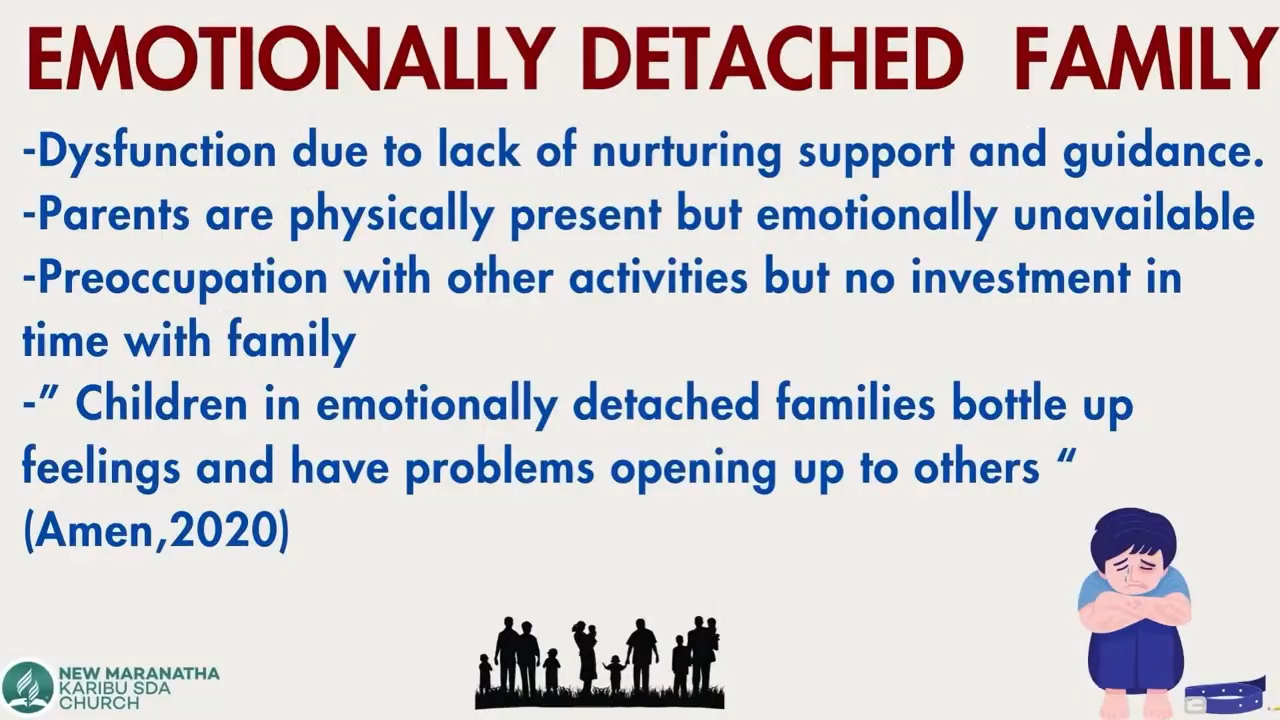 EMOTIONALLY DETACHED FAMILY
-Dysfunction due to lack of nurturing support and guidance.
-Parents are physically present but emotionally unavailable
-Preoccupation with other activities but no investment in
time with family
-” Children in emotionally detached families bottle up
feelings and have problems opening up to others “
(Amen,2020)
NEW MARANATHA
KARIBU SDA
CHURCH